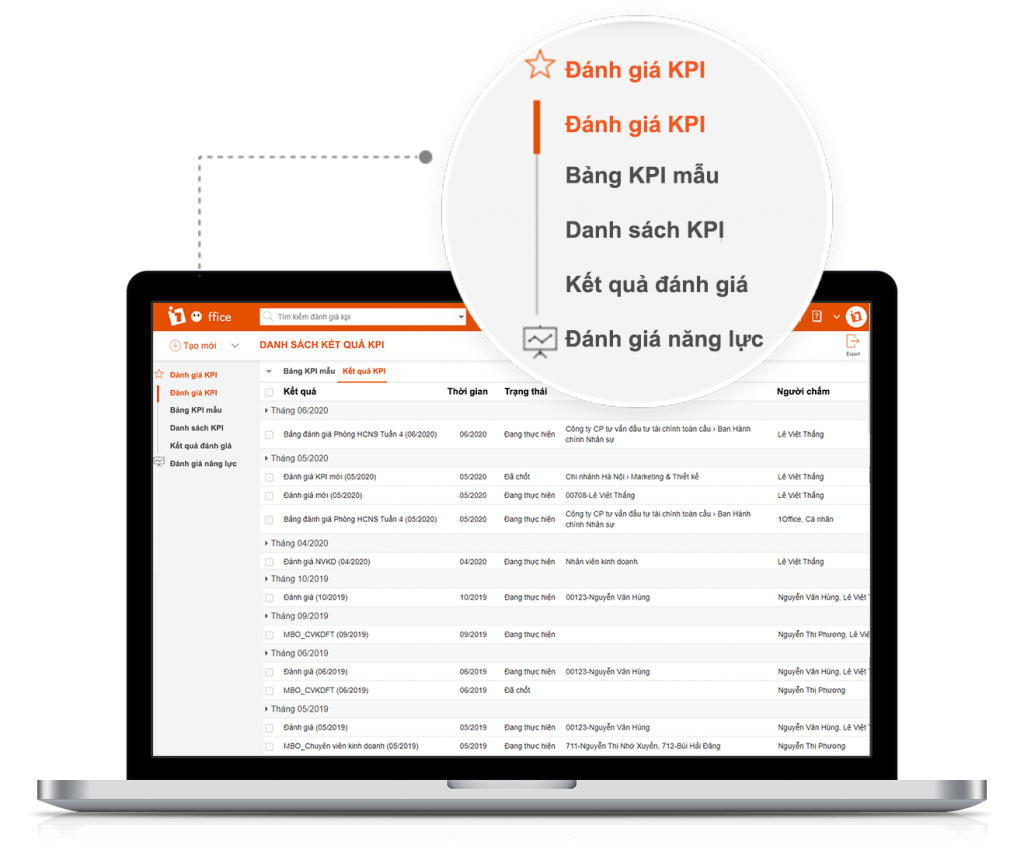 Đánh giá KPI
Đánh giá KPI
Bảng KPI mẫu
Danh sách KPI
Kết quả đánh giá
Đánh giá năng lực
ffice
Tìm kiếm đánh giá kpi
Tạo mới
DANH SÁCH KẾT QUẢ KPI
Export
Đánh giá KPI
Đánh giá KPI
Bảng KPI mẫu
Danh sách KPI
Kết quả đánh giá
Đánh giá năng lực
Bảng KPI mẫu Kết quả KPI
Kết quả Thời gian Trạng thái Người chấm
Tháng 06/2020
Bảng đánh giá Phòng HCNS Tuần 4 (06/2020) 06/2020 Đang thực hiện Công ty CP tư vấn đầu tư tài chính toàn cầu › Ban Hành chính Nhân sự Lê Việt Thắng
Tháng 05/2020
Đánh giá KPI mới (05/2020) 05/2020 Đã chốt Chi nhánh Hà Nội › Marketing & Thiết kế Lê Việt Thắng
Đánh giá mới (05/2020) 05/2020 Đang thực hiện 00708-Lê Việt Thắng Lê Việt Thắng
Bảng đánh giá Phòng HCNS Tuần 4 (05/2020) 05/2020 Đang thực hiện Công ty CP tư vấn đầu tư tài chính toàn cầu › Ban Hành chính Nhân sự 1Office, Cá nhân
Tháng 04/2020
Đánh giá NVKD (04/2020) 04/2020 Đang thực hiện Nhân viên kinh doanh Lê Việt Thắng
Tháng 10/2019
Đánh giá (10/2019) 10/2019 Đang thực hiện 00123-Nguyễn Văn Hùng Nguyễn Văn Hùng, Lê Việt
Tháng 09/2019
MBO_CVKDFT (09/2019) 09/2019 Đang thực hiện Nguyễn Thị Phương, Lê
Tháng 06/2019
Đánh giá (06/2019) 06/2019 Đang thực hiện 00123-Nguyễn Văn Hùng Nguyễn Văn Hùng, Lê Việt
MBO_CVKDFT (06/2019) 06/2019 Đã chốt Nguyễn Thị Phương
Tháng 05/2019
Đánh giá (05/2019) 05/2019 Đang thực hiện 00123-Nguyễn Văn Hùng Nguyễn Văn Hùng, Lê Việt
MBO_Chuyên viên kinh doanh (05/2019) 05/2019 Đang thực hiện 711-Nguyễn Thị Nhớ Xuyến, 712-Bùi Hải Đăng Nguyễn Thị Phương